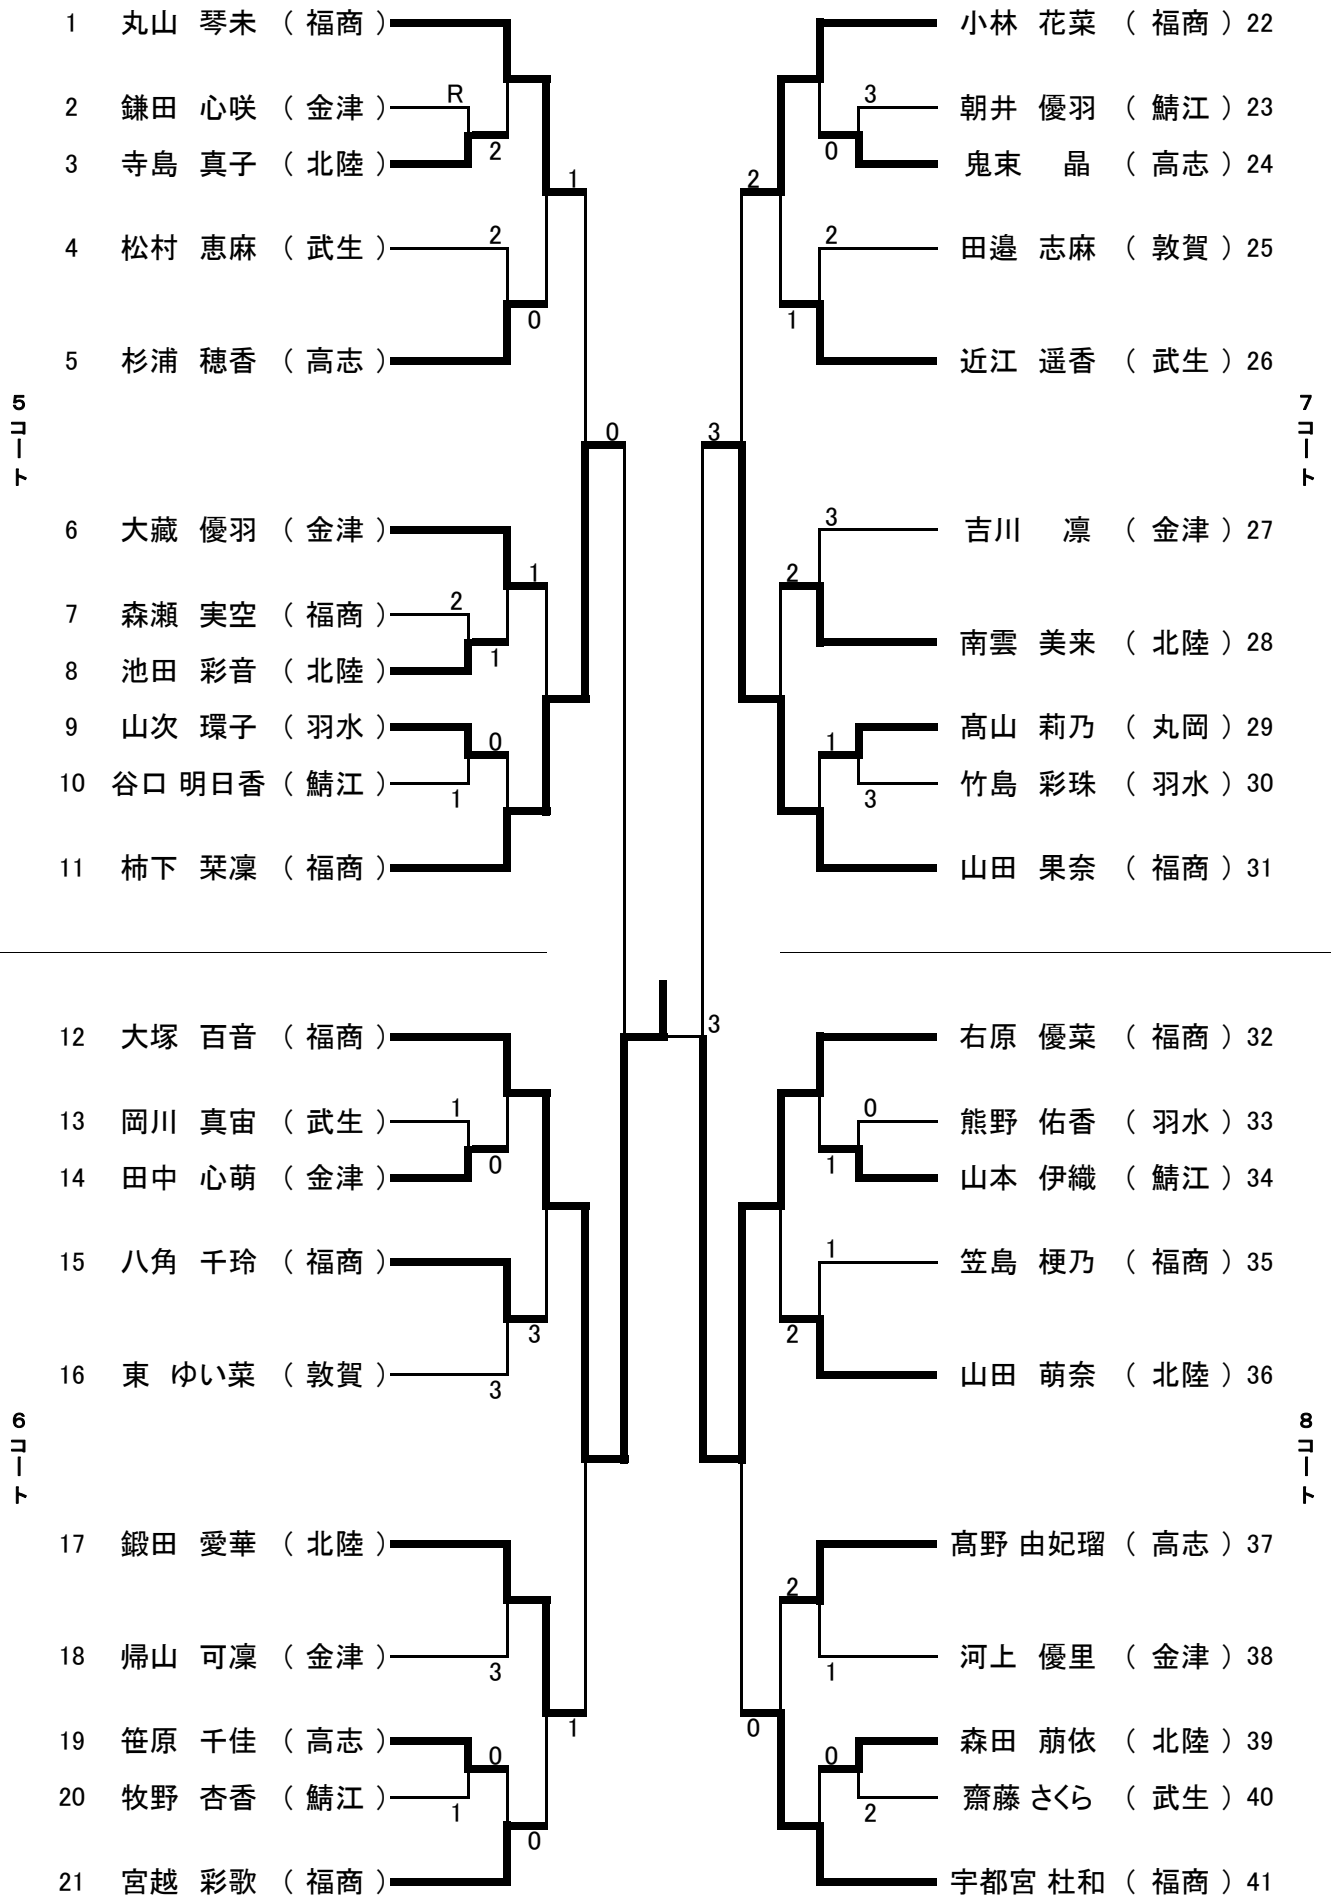 1 丸山 琴未 （ 福商 ）
2 鎌田 心咲 （ 金津 ） R
2
3 寺島 真子 （ 北陸 ）
1
4 松村 恵麻 （ 武生 ） 2
0
5 杉浦 穂香 （ 高志 ）
5コート
0
6 大藏 優羽 （ 金津 ）
1
7 森瀬 実空 （ 福商 ） 2
1
8 池田 彩音 （ 北陸 ）
9 山次 環子 （ 羽水 ）
0
10 谷口 明日香 （ 鯖江 ） 1
11 柿下 栞凜 （ 福商 ）
12 大塚 百音 （ 福商 ）
13 岡川 真宙 （ 武生 ） 1
0
14 田中 心萌 （ 金津 ）
15 八角 千玲 （ 福商 ）
3
16 東 ゆい菜 （ 敦賀 ） 3
6コート
17 鍛田 愛華 （ 北陸 ）
18 帰山 可凜 （ 金津 ） 3
1
19 笹原 千佳 （ 高志 ）
0
20 牧野 杏香 （ 鯖江 ） 1
0
21 宮越 彩歌 （ 福商 ）
小林 花菜 （ 福商 ） 22
3 朝井 優羽 （ 鯖江 ） 23
0
鬼束 晶 （ 高志 ） 24
2
2 田邉 志麻 （ 敦賀 ） 25
1
近江 遥香 （ 武生 ） 26
7コート
3
3 吉川 凛 （ 金津 ） 27
2
南雲 美来 （ 北陸 ） 28
髙山 莉乃 （ 丸岡 ） 29
1
3 竹島 彩珠 （ 羽水 ） 30
山田 果奈 （ 福商 ） 31
3
右原 優菜 （ 福商 ） 32
0 熊野 佑香 （ 羽水 ） 33
1
山本 伊織 （ 鯖江 ） 34
1 笠島 梗乃 （ 福商 ） 35
2
山田 萌奈 （ 北陸 ） 36
8コート
髙野 由妃瑠 （ 高志 ） 37
2
1 河上 優里 （ 金津 ） 38
0
森田 萠依 （ 北陸 ） 39
0
2 齋藤 さくら （ 武生 ） 40
宇都宮 杜和 （ 福商 ） 41